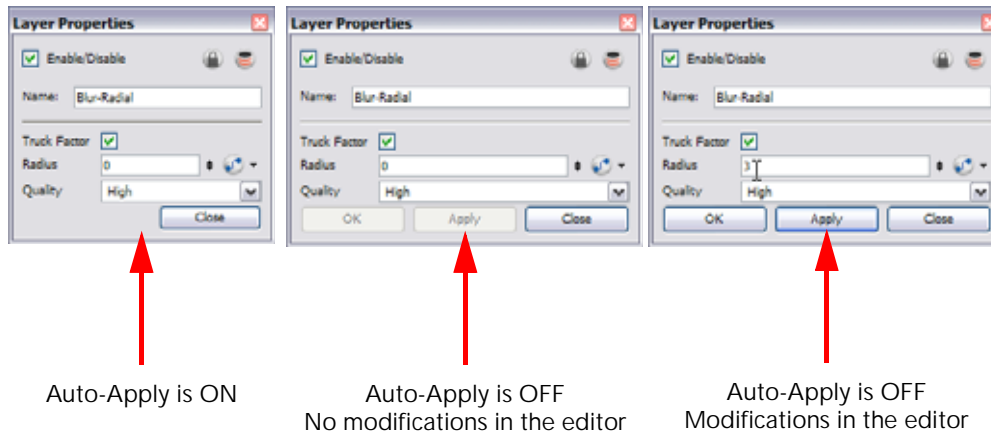 Layer Properties
Enable/Disable
Name: Blur-Radial
Truck Factor
Radius 0
Quality High
Close
Layer Properties
Enable/Disable
Name: Blur-Radial
Truck Factor
Radius 0
Quality High
OK Apply Close
Layer Properties
Enable/Disable
Name: Blur-Radial
Truck Factor
Radius 3
Quality High
OK Apply Close
Auto-Apply is ON
Auto-Apply is OFF
No modifications in the editor
Auto-Apply is OFF
Modifications in the editor